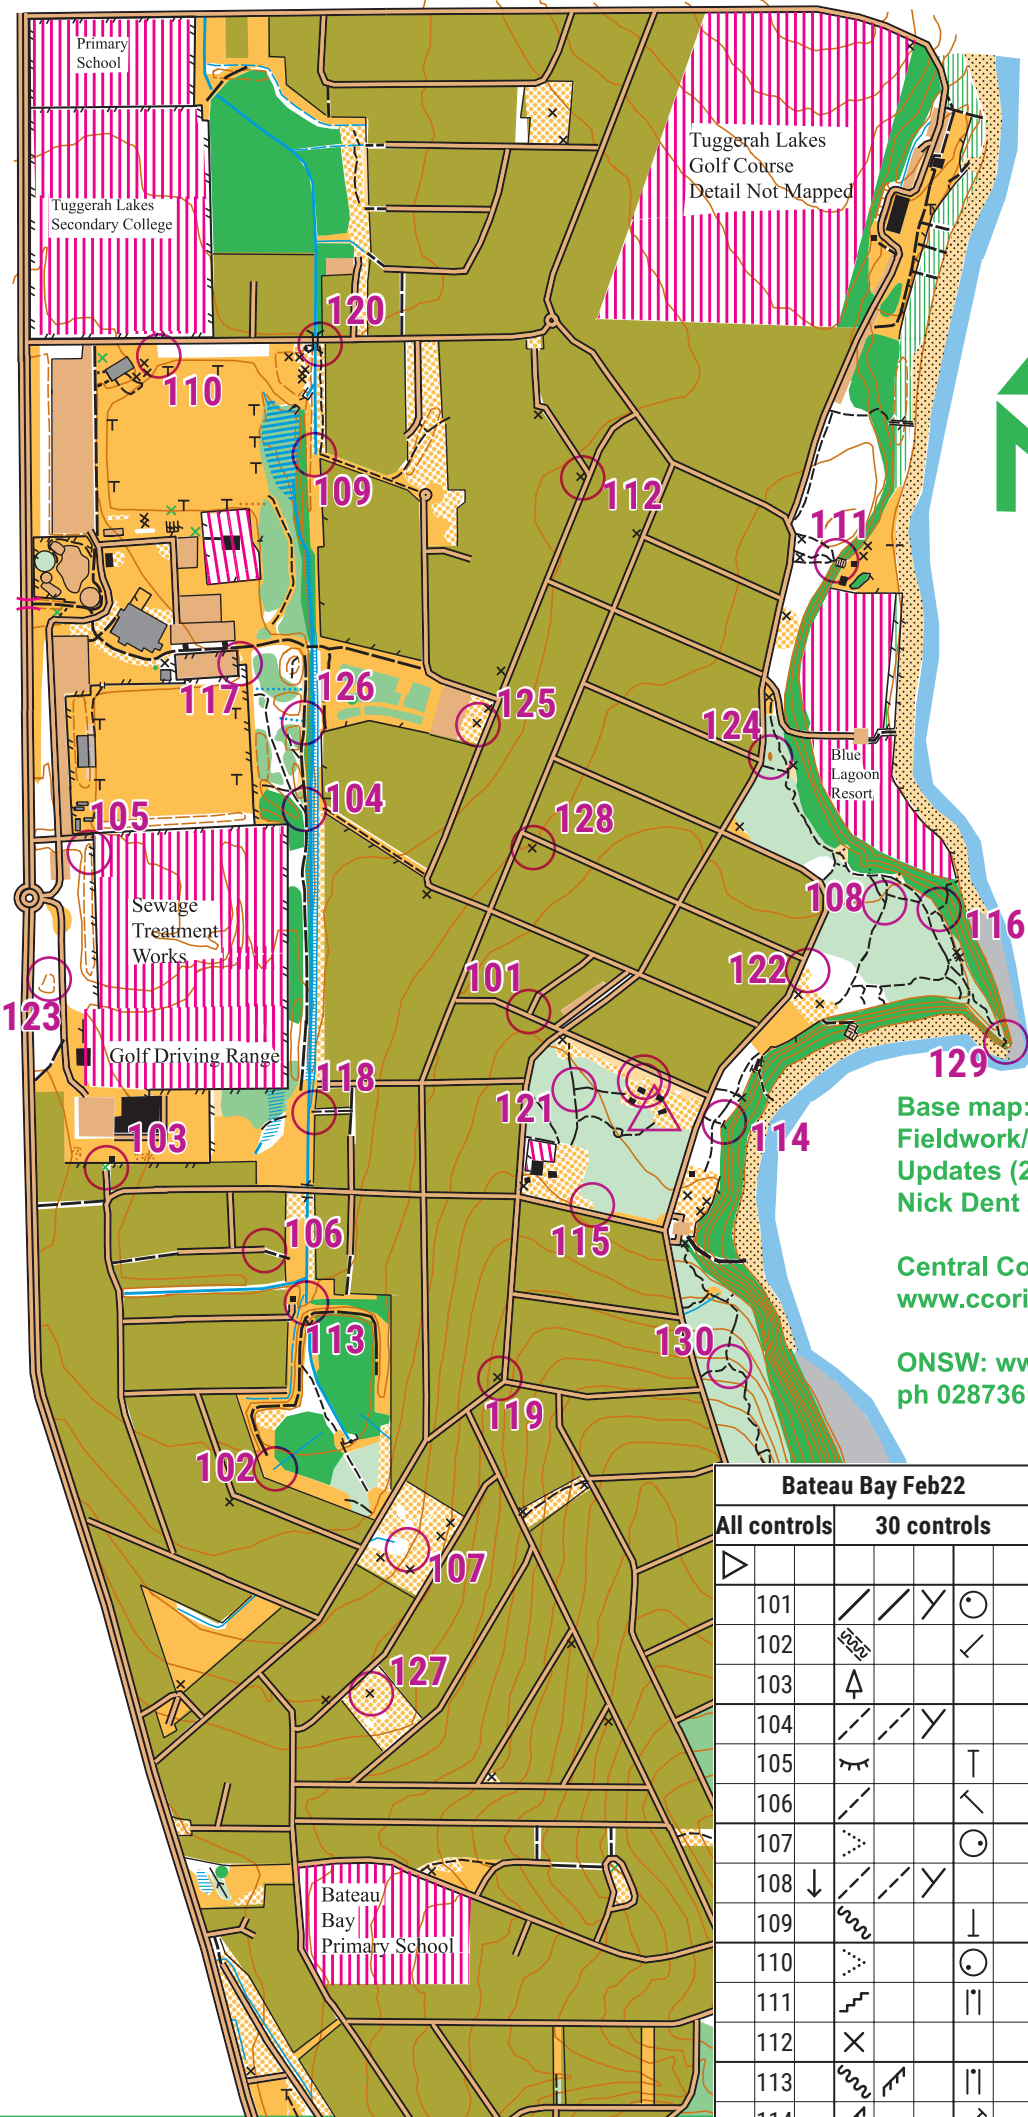 Primary
School
Tuggerah Lakes
Secondary College
Tuggerah Lakes
Golf Course
Detail Not Mapped
120
110
109
112
111
117
126
125
124
Blue
Lagoon
Resort
105
104
128
108
116
Sewage
Treatment
Works
101
122
123
Golf Driving Range
118
121
129
114
103
115
106
113
130
119
102
107
127
Base map:
Fieldwork/
Updates (2
Nick Dent
Central Co
www.ccori
ONSW: ww
ph 028736
Bateau
Bay
Primary School
Bateau Bay Feb22
All controls 30 controls
101
102
103
104
105
106
107
108
109
110
111
112
113
114